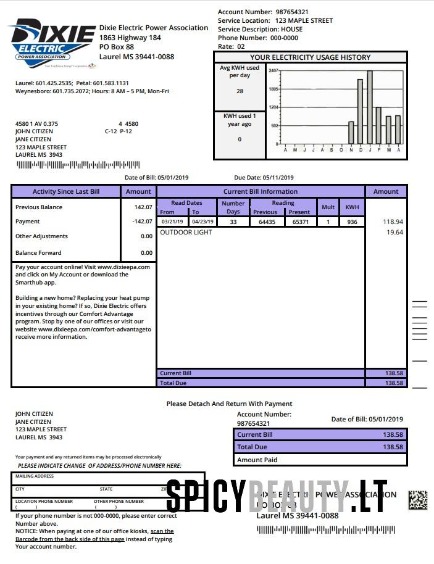 Account Number: 987654321
Service Location: 123 MAPLE STREET
Service Description: HOUSE
Phone Number: 000-0000
Rate: 02
DIXIE
ELECTRIC
POWER ASSOCIATION
Dixie Electric Power Association
1863 Highway 184
PO Box 88
Laurel MS 39441-0088
Laurel: 601.425.2535; Petal: 601.583.1131
Waynesboro: 601.735.2072; Hours: 8 AM – 5 PM, Mon-Fri
YOUR ELECTRICITY USAGE HISTORY
Avg KWH used
per day
28
KWH used 1
year ago
0
A M J J A S O N D J F M A
4580 1 AV 0.375 4 4580
JOHN CITIZEN C-12 P-12
JANE CITIZEN
123 MAPLE STREET
LAUREL MS 3943
Date of Bill: 05/01/2019 Due Date: 05/11/2019
Activity Since Last Bill Amount
Previous Balance 142.07
Payment -142.07
Other Adjustments 0.00
Balance Forward 0.00
Pay your account online! Visit www.dixieepa.com
and click on My Account or download the
Smarthub app.
Building a new home? Replacing your heat pump
in your existing home? If so, Dixie Electric offers
incentives through our Comfort Advantage
program. Stop by one of our offices or visit our
website www.dixieepa.com/comfort-advantageto
receive more information.
Current Bill Information Amount
Read Dates Number Days Reading Mult KWH
From To Previous Present
03/21/19 04/23/19 33 64435 65371 1 936 118.94
OUTDOOR LIGHT 19.64
Current Bill 138.58
Total Due 138.58
Please Detach And Return With Payment
JOHN CITIZEN
JANE CITIZEN
123 MAPLE STREET
LAUREL MS 3943
Account Number:
987654321
Date of Bill: 05/01/2019
Current Bill 138.58
Total Due 138.58
Amount Paid
Your payment and any returned items may be processed electronically
PLEASE INDICATE CHANGE OF ADDRESS/PHONE NUMBER HERE:
MAILING ADDRESS
CITY STATE
LOCATION PHONE NUMBER OTHER PHONE NUMBER
SPICYBEAUTY.LT
Laurel MS 39441-0088
If your phone number is not 000-0000, please enter correct
Number above.
NOTICE: When paying at one of our office kiosks, scan the
Barcode from the back side of this page instead of typing
Your account number.